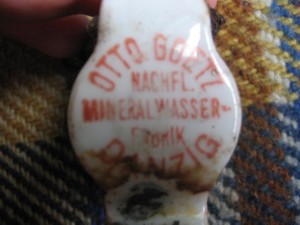 OTTO GOETZ
NACHFL.
MINERALWASSER-
FABRIK
DANZIG